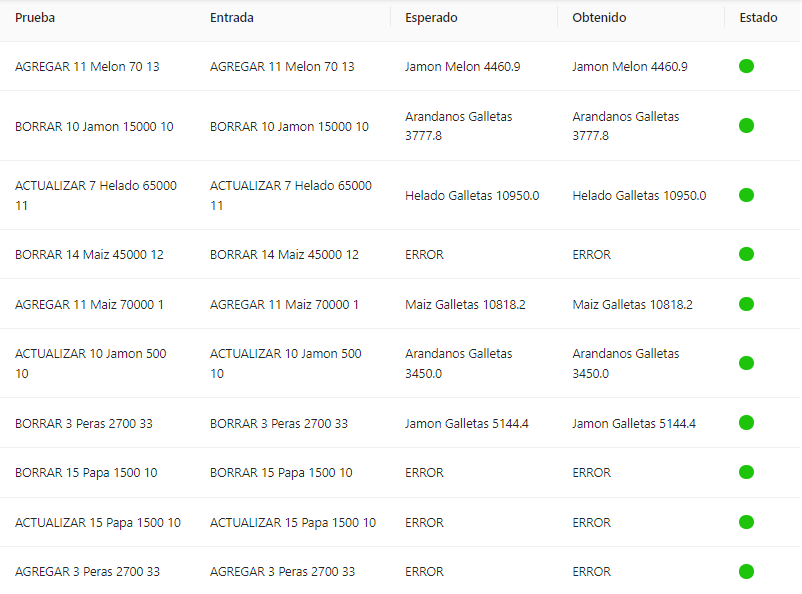 Prueba Entrada Esperado Obtenido Estado
AGREGAR 11 Melon 70 13 AGREGAR 11 Melon 70 13 Jamon Melon 4460.9 Jamon Melon 4460.9
BORRAR 10 Jamon 15000 10 BORRAR 10 Jamon 15000 10 Arandanos Galletas Arandanos Galletas
3777.8 3777.8
ACTUALIZAR 7 Helado 65000 ACTUALIZAR 7 Helado 65000 Helado Galletas 10950.0 Helado Galletas 10950.0
11 11
BORRAR 14 Maiz 45000 12 BORRAR 14 Maiz 45000 12 ERROR ERROR
AGREGAR 11 Maiz 70000 1 AGREGAR 11 Maiz 70000 1 Maiz Galletas 10818.2 Maiz Galletas 10818.2
ACTUALIZAR 10 Jamon 500 ACTUALIZAR 10 Jamon 500 Arandanos Galletas Arandanos Galletas
10 10 3450.0 3450.0
BORRAR 3 Peras 2700 33 BORRAR 3 Peras 2700 33 Jamon Galletas 5144.4 Jamon Galletas 5144.4
BORRAR 15 Papa 1500 10 BORRAR 15 Papa 1500 10 ERROR ERROR
ACTUALIZAR 15 Papa 1500 10 ACTUALIZAR 15 Papa 1500 10 ERROR ERROR
AGREGAR 3 Peras 2700 33 AGREGAR 3 Peras 2700 33 ERROR ERROR